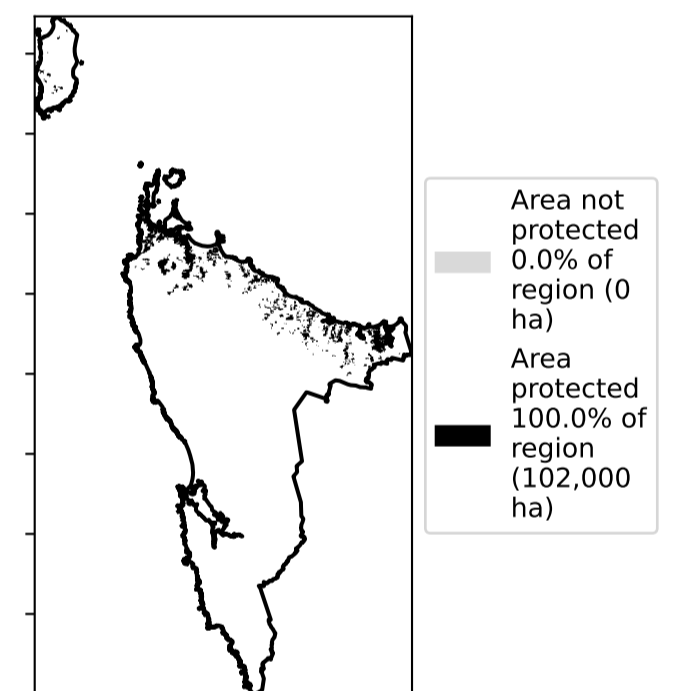 Area not
protected
0.0% of
region (0
ha)
Area
protected
100.0% of
region
(102,000
ha)